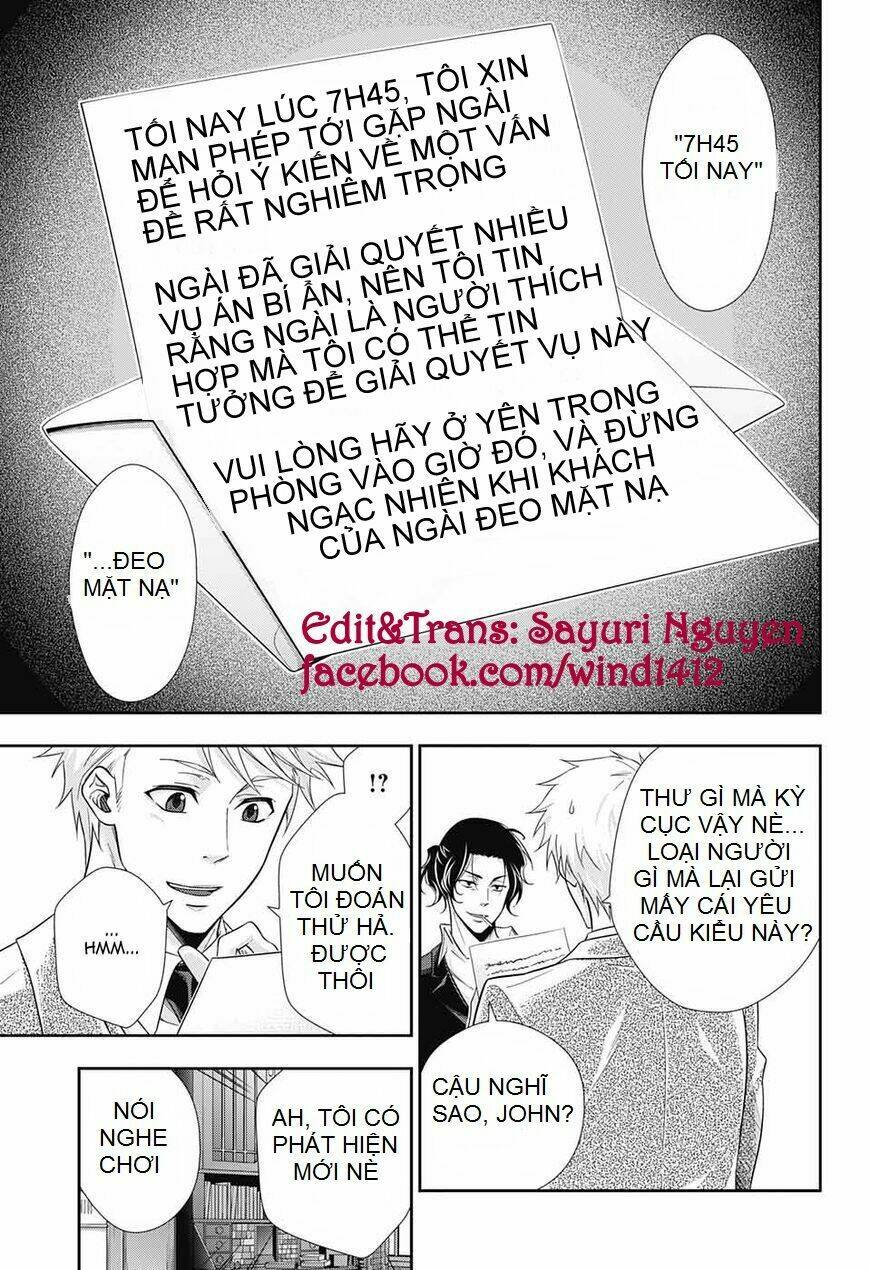 TỐI NAY LÚC 7H45, TÔI XIN
MẠN PHÉP TỚI GẶP NGÀI
ĐỂ HỎI Ý KIẾN VỀ MỘT VẤN
ĐỀ RẤT NGHIÊM TRỌNG
NGÀI ĐÃ GIẢI QUYẾT NHIỀU
VỤ ÁN BÍ ẨN, NÊN TÔI TIN
RẰNG NGÀI LÀ NGƯỜI THÍCH
HỢP MÀ TÔI CÓ THỂ TIN
TƯỞNG ĐỂ GIẢI QUYẾT VỤ NÀY
VUI LÒNG HÃY Ở YÊN TRONG
PHÒNG VÀO GIỜ ĐÓ, VÀ ĐỪNG
NGẠC NHIÊN KHI KHÁCH
CỦA NGÀI ĐEO MẶT NẠ
"7H45
TỐI NAY"
"...ĐEO
MẶT NẠ"
Edit&Trans: Sayuri Nguyen
facebook.com/wind1412
THƯ GÌ MÀ KỲ
CỤC VẬY NÈ...
LOẠI NGƯỜI
GÌ MÀ LẠI GỬI
MẤY CÁI YÊU
CẦU KIỂU NÀY?
CẬU NGHĨ
SAO, JOHN?
!?
MUỐN
TÔI ĐOÁN
THỬ HẢ.
ĐƯỢC
THÔI
...
HMM...
AH, TÔI CÓ
PHÁT HIỆN
MỚI NÈ
NÓI
NGHE
CHƠI